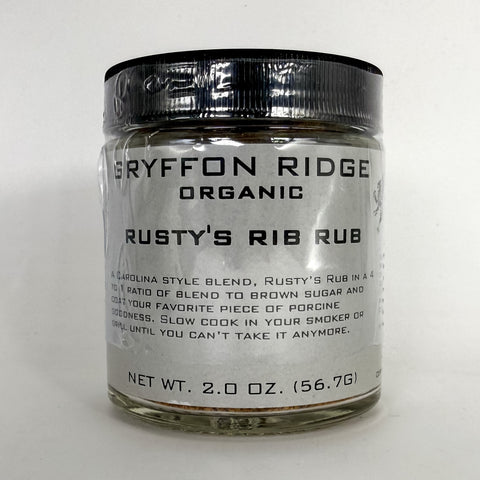 GRYFFON RIDGE
ORGANIC
RUSTY'S RIB RUB
A CAROLINA STYLE BLEND, RUSTY'S RUB IN A 4
TO 1 RATIO OF BLEND TO BROWN SUGAR AND
COAT YOUR FAVORITE PIECE OF PORCINE
GOODNESS. SLOW COOK IN YOUR SMOKER OR
GRILL UNTIL YOU CAN'T TAKE IT ANYMORE.
NET WT. 2.0 OZ. (56.7G)